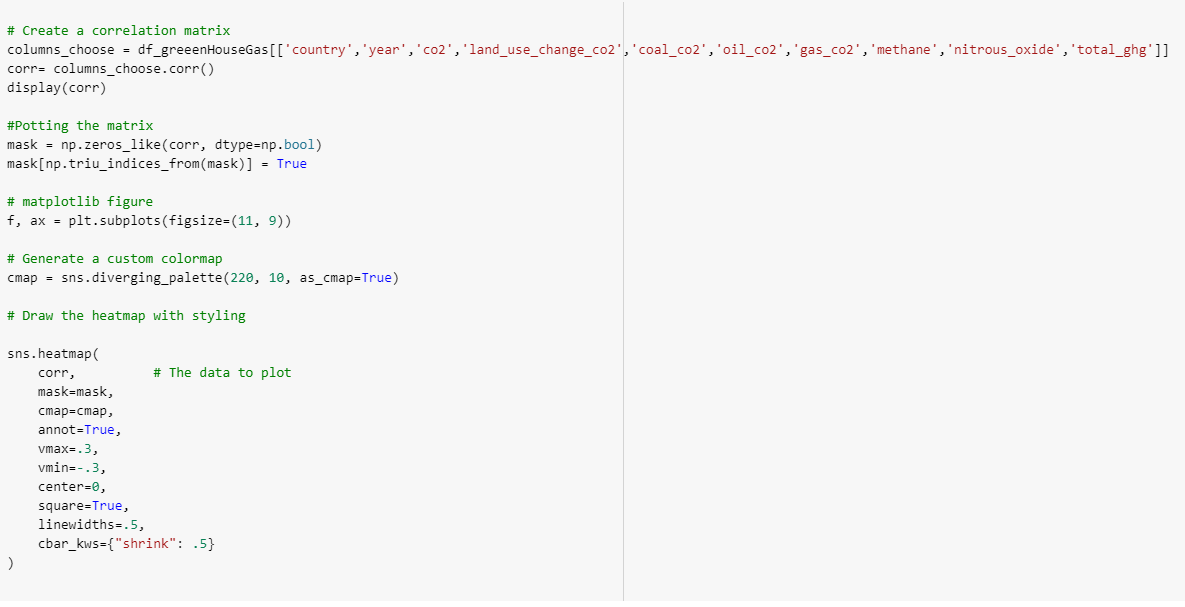 # Create a correlation matrix
columns_choose = df_greeenHouseGas[['country','year','co2','land_use_change_co2','coal_co2','oil_co2','gas_co2','methane','nitrous_oxide','total_ghg']]
corr= columns_choose.corr()
display(corr)
#Potting the matrix
mask = np.zeros_like(corr, dtype=np.bool)
mask[np.triu_indices_from(mask)] = True
# matplotlib figure
f, ax = plt.subplots(figsize=(11, 9))
# Generate a custom colormap
cmap = sns.diverging_palette(220, 10, as_cmap=True)
# Draw the heatmap with styling
sns.heatmap(
    corr,          # The data to plot
    mask=mask,
    cmap=cmap,
    annot=True,
    vmax=.3,
    vmin=-.3,
    center=0,
    square=True,
    linewidths=.5,
    cbar_kws={"shrink": .5}
)